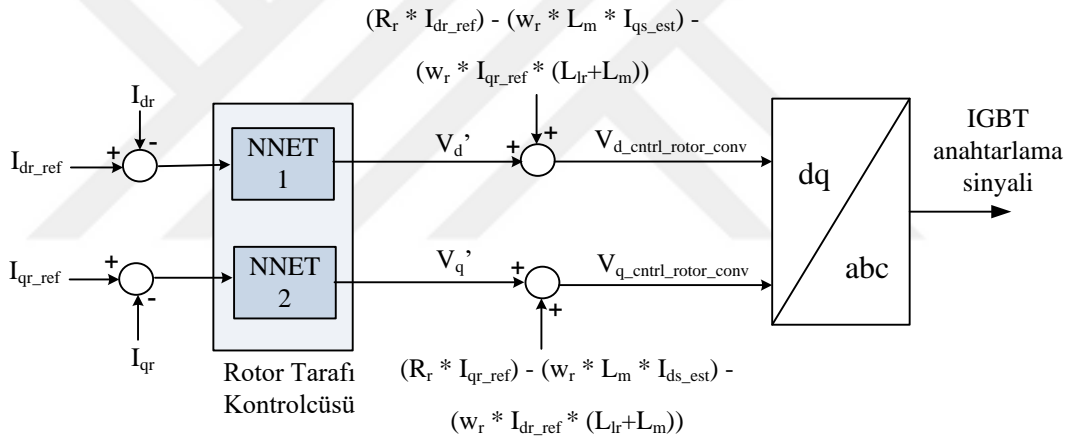 (R_r * I_dr_ref) - (w_r * L_m * I_qs_est) -
(w_r * I_qr_ref * (L_lr+L_m))
I_dr
I_dr_ref
+
-
NNET
1
V_d’
+
+
V_d_cntrl_rotor_conv
dq
abc
IGBT
anahtarlama
sinyali
I_qr_ref
+
-
I_qr
NNET
2
V_q’
+
+
V_q_cntrl_rotor_conv
Rotor Tarafı
Kontrolcüsü
(R_r * I_qr_ref) - (w_r * L_m * I_ds_est) -
(w_r * I_dr_ref * (L_lr+L_m))